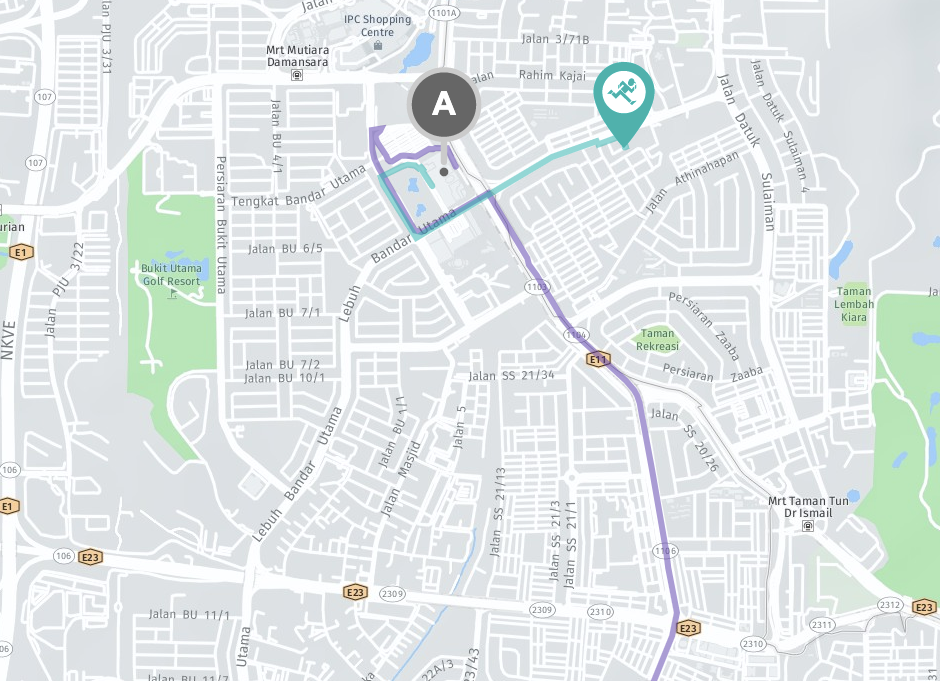 Jalan
1101A
IPC Shopping
Centre
Jalan PJU 3/31
Jalan 3/71B
Mrt Mutiara
Damansara
Rahim Kajai
Jalan
107
A
Jalan BU 4/1
Jalan Datuk Sulaiman
Jalan Datuk Sulaiman 4
107
Persiaran Bukit Utama
Tengkat Bandar Utama
Jalan Athinahapan
E1
Jalan PJU 3/22
Jalan BU 6/5
Lebuh Bandar Utama
Bukit Utama
Golf Resort
1103
Taman
Lembah
Kiara
Jalan BU 7/1
Persiaran Zaaba
NKVE
1104
Taman
Rekreasi
E11
Jalan BU 7/2
Jalan BU 10/1
Jalan SS 21/34
Persiaran Zaaba
Jalan BU 1/1
Jalan Masjid
Jalan 5
Jalan SS 20/26
Lebuh Bandar Utama
106
Jalan SS 21/13
Jalan SS 21/3
Jalan SS 21/1
Mrt Taman Tun
Dr Ismail
E1
106
E23
1106
E23
2309
2309
2310
2312
E23
Jalan BU 11/1
E23
2311
2310
Utama
22A/3
23/43
Jalan BU 11/7